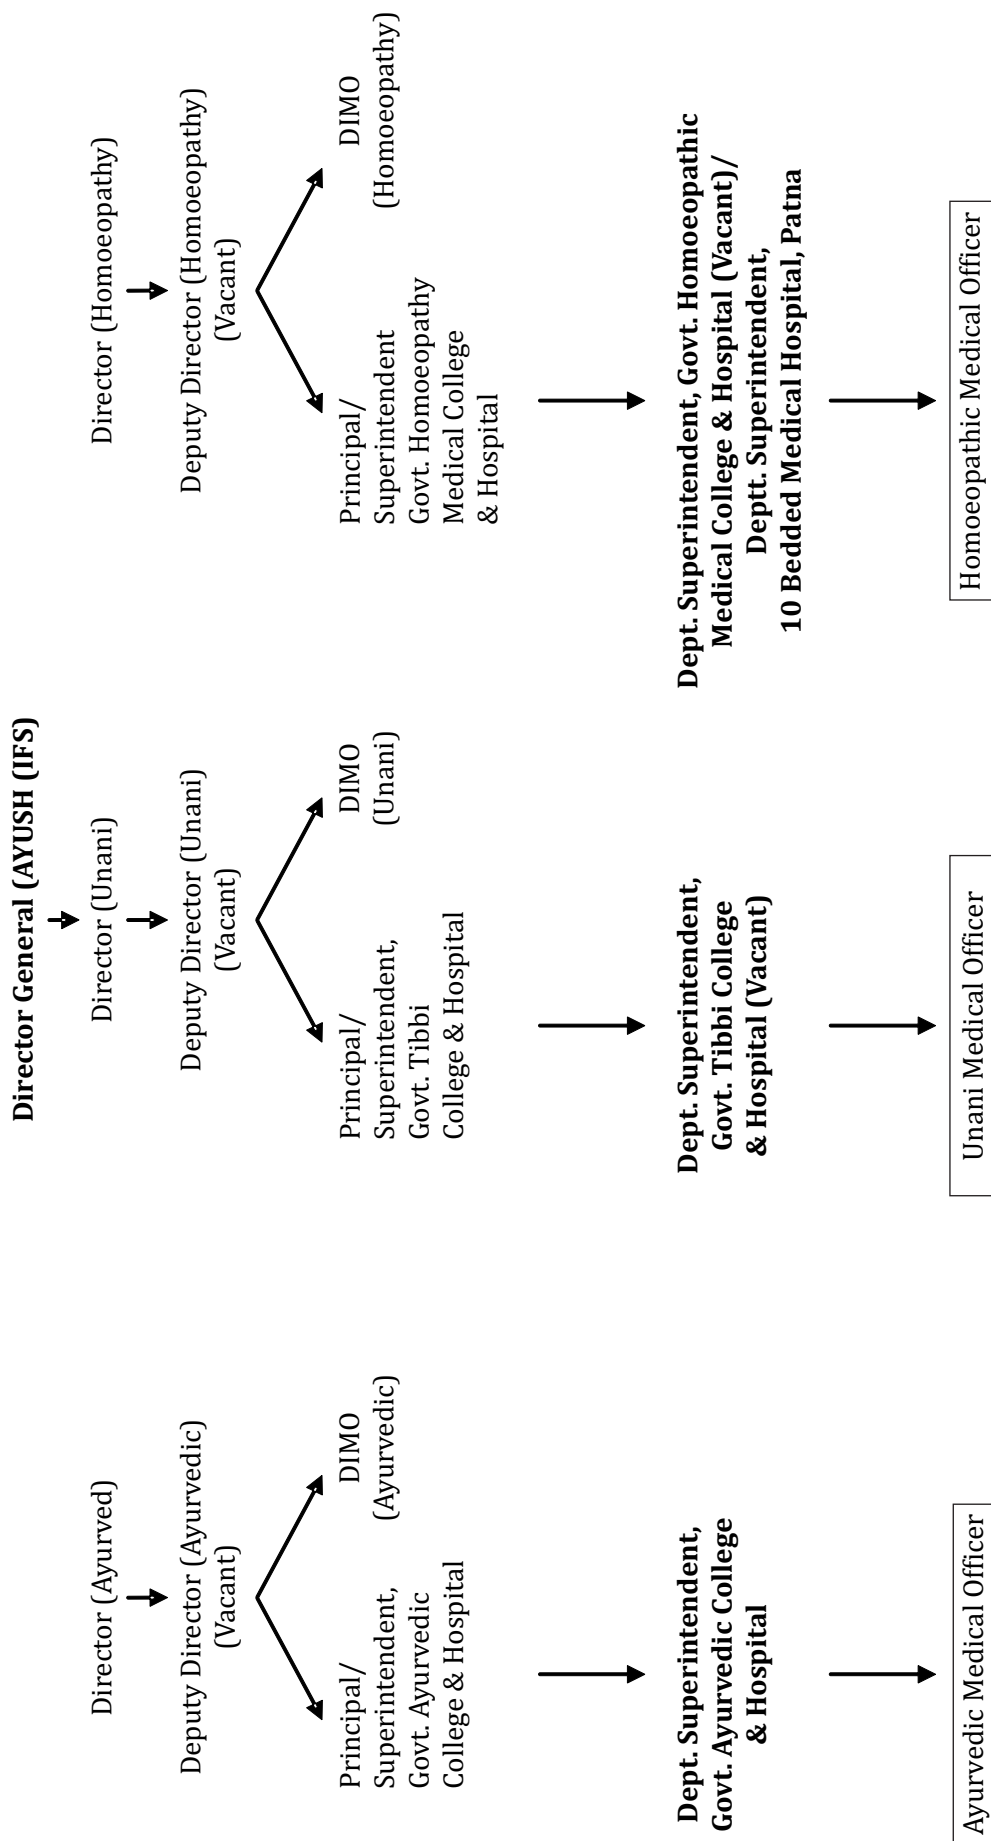 Director General (AYUSH (IFS)
Director (Ayurved)
Director (Unani)
Director (Homoeopathy)
Deputy Director (Ayurvedic)
(Vacant)
Deputy Director (Unani)
(Vacant)
Deputy Director (Homoeopathy)
(Vacant)
Principal/
Superintendent,
Govt. Ayurvedic
College & Hospital
DIMO
(Ayurvedic)
Principal/
Superintendent,
Govt. Tibbi
College & Hospital
DIMO
(Unani)
Principal/
Superintendent
Govt. Homoeopathy
Medical College
& Hospital
DIMO
(Homoeopathy)
Dept. Superintendent,
Govt. Ayurvedic College
& Hospital
Dept. Superintendent,
Govt. Tibbi College
& Hospital (Vacant)
Dept. Superintendent, Govt. Homoeopathic
Medical College & Hospital (Vacant)/
Deptt. Superintendent,
10 Bedded Medical Hospital, Patna
Ayurvedic Medical Officer
Unani Medical Officer
Homoeopathic Medical Officer